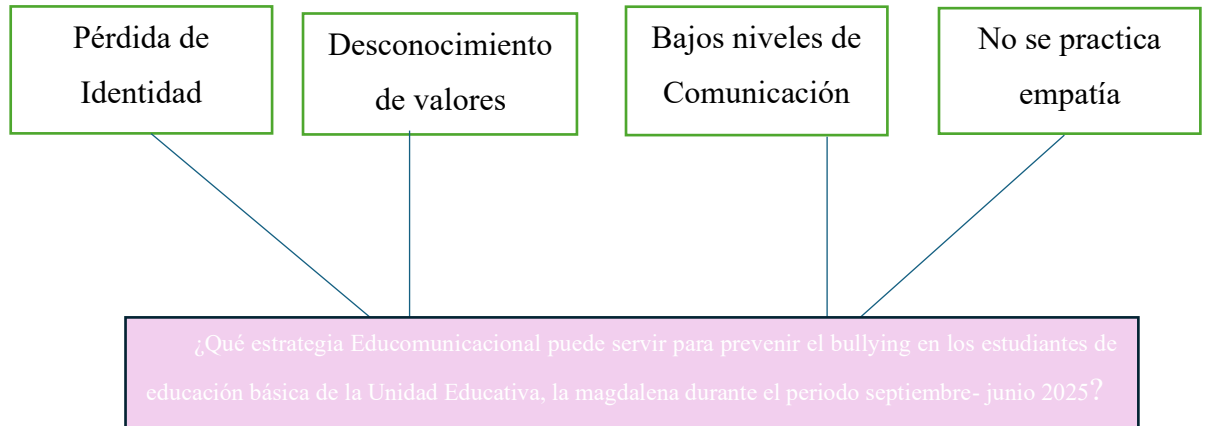 Pérdida de
Identidad
Desconocimiento
de valores
Bajos niveles de
Comunicación
No se practica
empatía
¿Qué estrategia Educomunicacional puede servir para prevenir el bullying en los estudiantes de
educación básica de la Unidad Educativa, la magdalena durante el periodo septiembre- junio 2025?